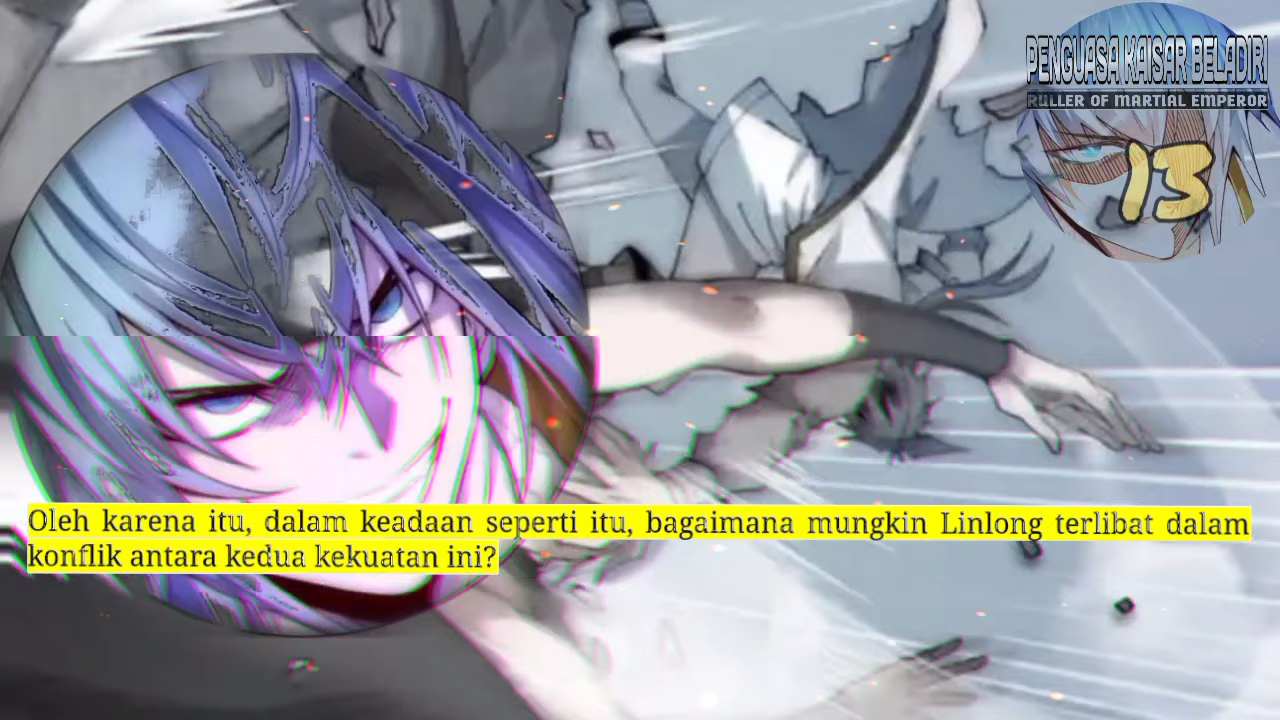 PENGUASA KAISAR BELADIRI
RULLER OF MARTIAL EMPEROR
13
Oleh karena itu, dalam keadaan seperti itu, bagaimana mungkin Linlong terlibat dalam
konflik antara kedua kekuatan ini?